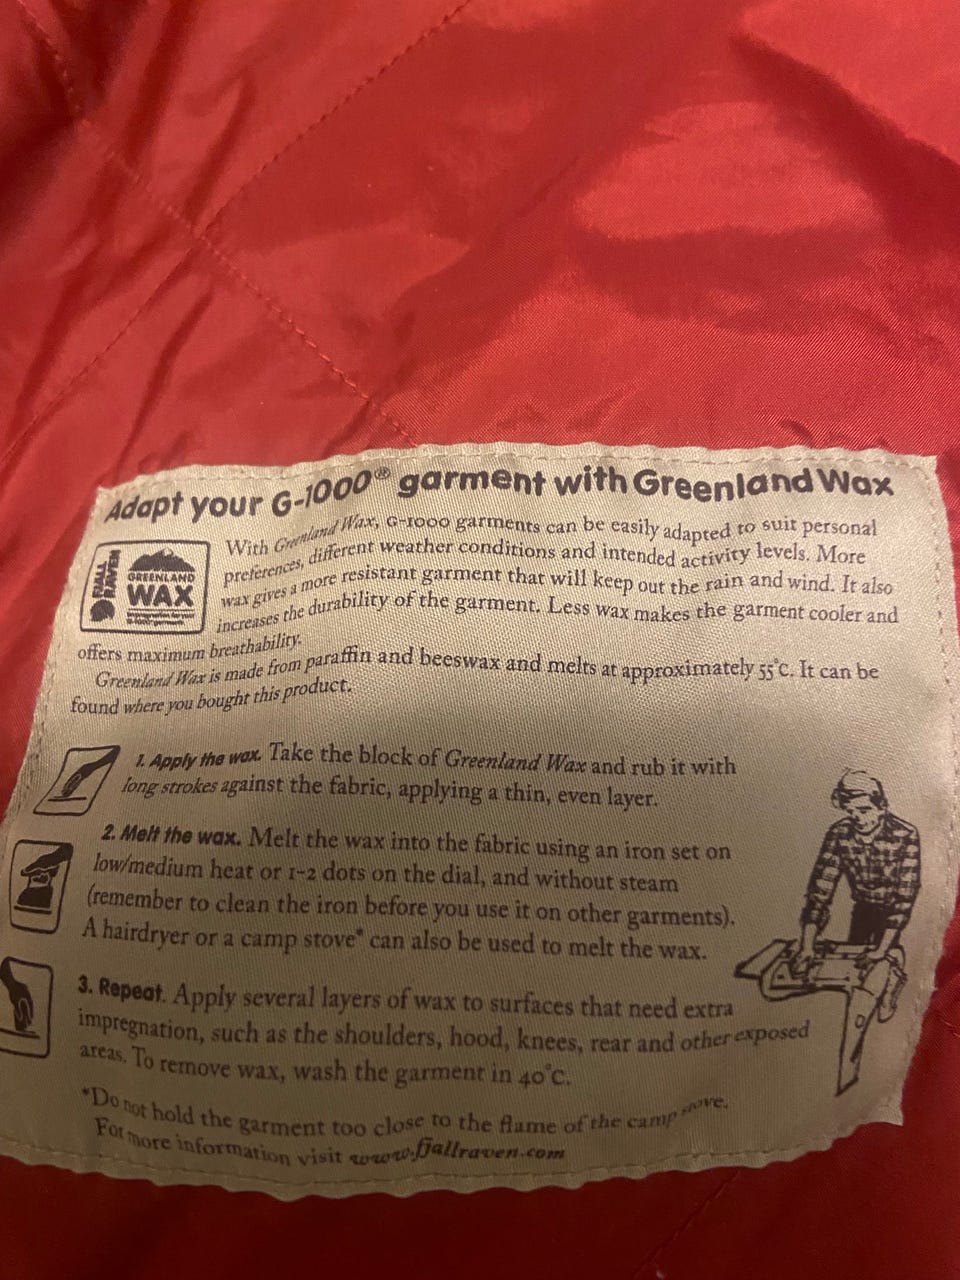 Adapt your G-1000® garment with Greenland Wax
FJÄLL
RÄVEN
GREENLAND
WAX
With Greenland Wax, G-1000 garments can be easily adapted to suit personal
preferences, different weather conditions and intended activity levels. More
wax gives a more resistant garment that will keep out the rain and wind. It also
increases the durability of the garment. Less wax makes the garment cooler and
offers maximum breathability.
Greenland Wax is made from paraffin and beeswax and melts at approximately 55°C. It can be
found where you bought this product.
1. Apply the wax. Take the block of Greenland Wax and rub it with
long strokes against the fabric, applying a thin, even layer.
2. Melt the wax. Melt the wax into the fabric using an iron set on
low/medium heat or 1-2 dots on the dial, and without steam
(remember to clean the iron before you use it on other garments).
A hairdryer or a camp stove* can also be used to melt the wax.
3. Repeat. Apply several layers of wax to surfaces that need extra
impregnation, such as the shoulders, hood, knees, rear and other exposed
areas. To remove wax, wash the garment in 40°C.
*Do not hold the garment too close to the flame of the camp stove.
For more information visit www.fjallraven.com